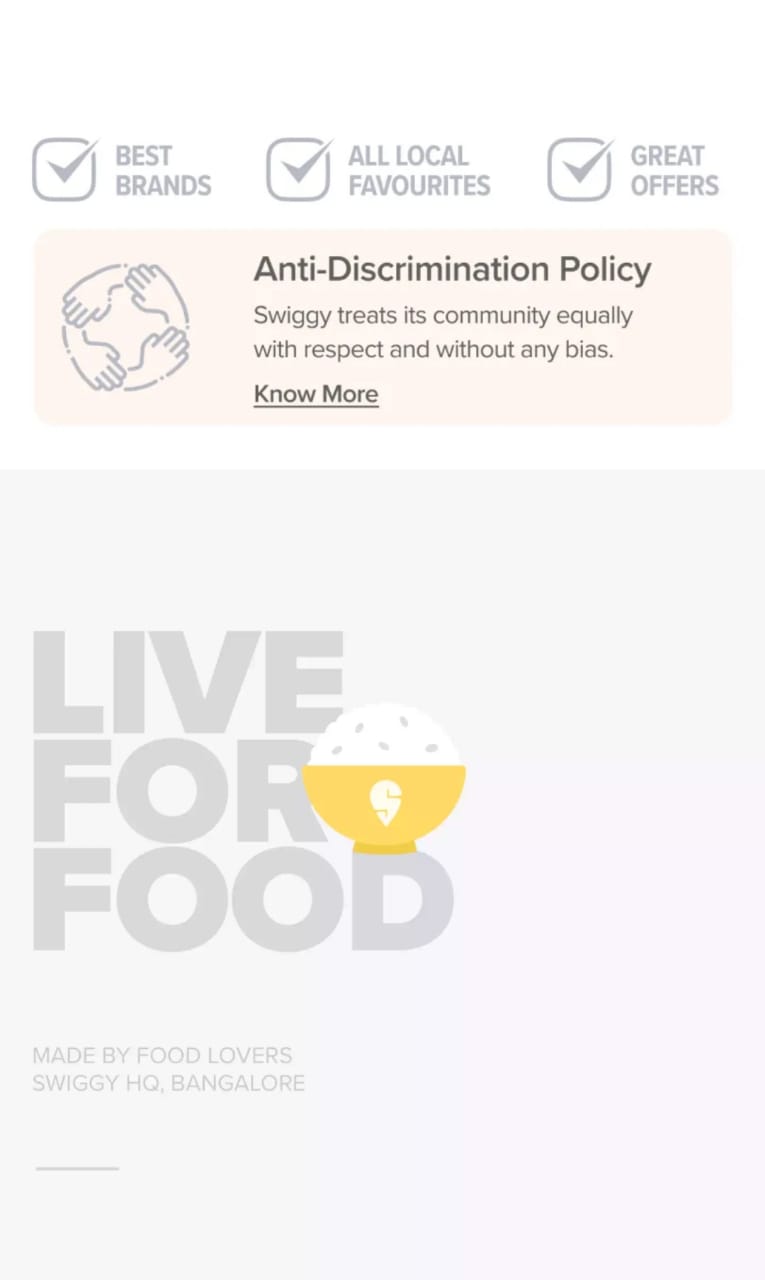 BEST
BRANDS
ALL LOCAL
FAVOURITES
GREAT
OFFERS
Anti-Discrimination Policy
Swiggy treats its community equally
with respect and without any bias.
Know More
LIVE
FOR
FOOD
MADE BY FOOD LOVERS
SWIGGY HQ, BANGALORE